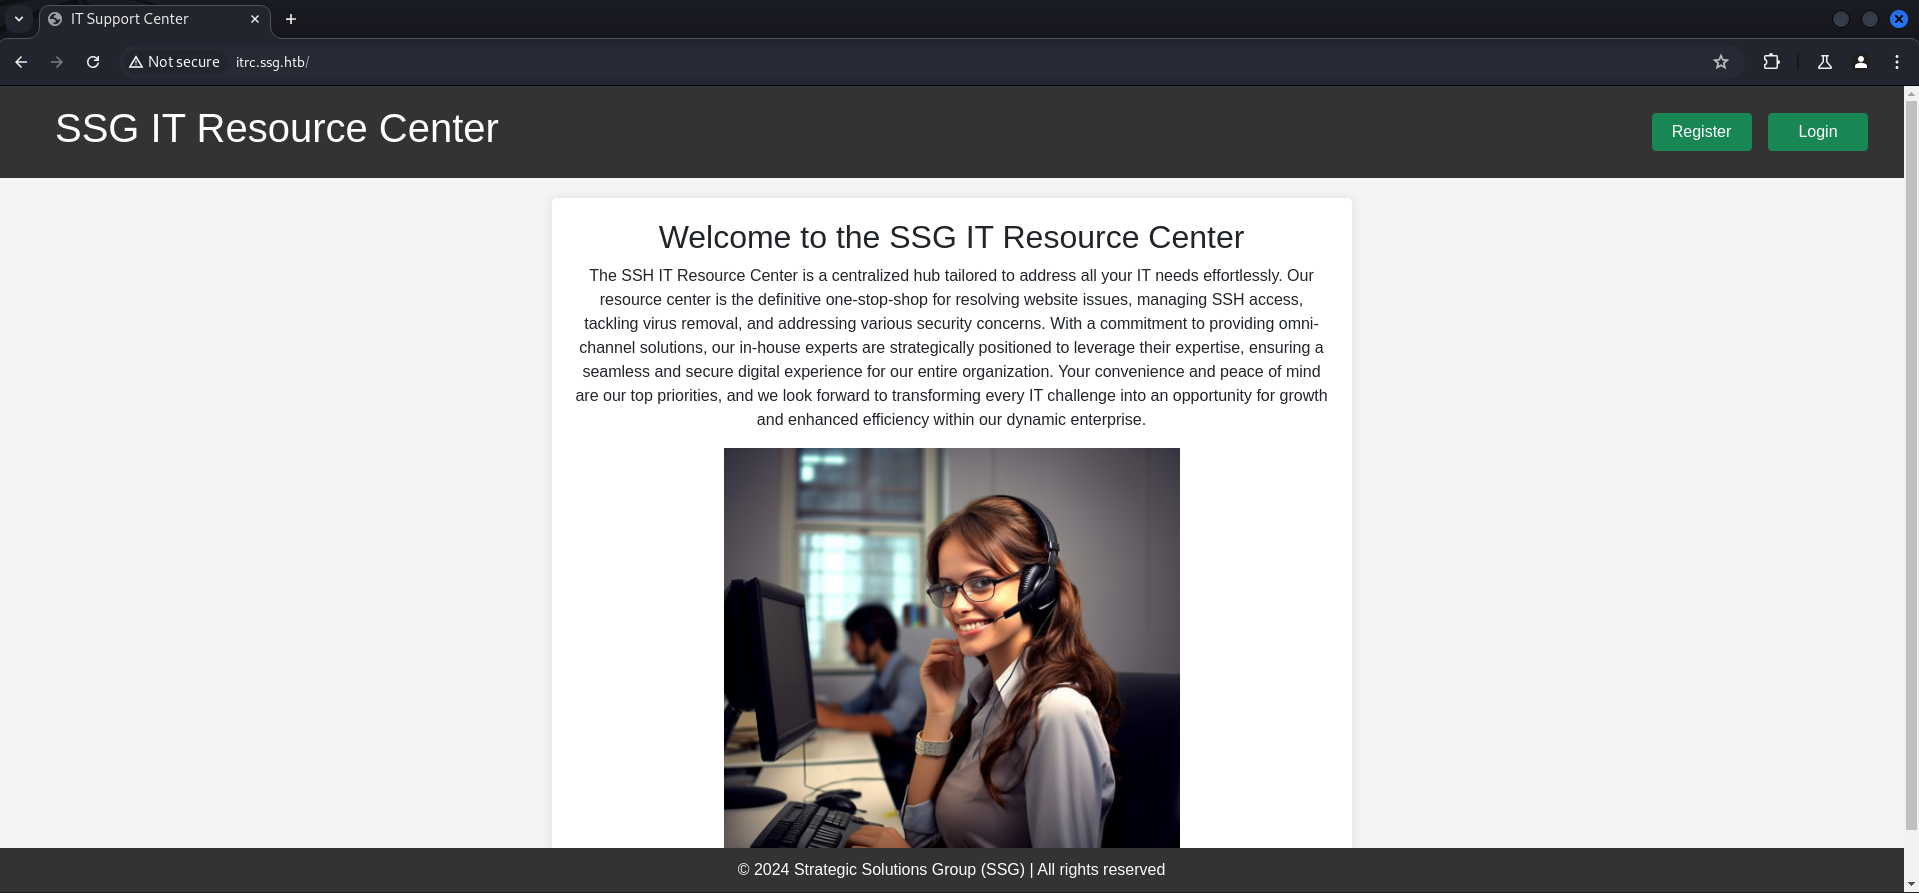 IT Support Center
Not secure
itrc.ssg.htb/
SSG IT Resource Center
Register
Login
Welcome to the SSG IT Resource Center
The SSH IT Resource Center is a centralized hub tailored to address all your IT needs effortlessly. Our
resource center is the definitive one-stop-shop for resolving website issues, managing SSH access,
tackling virus removal, and addressing various security concerns. With a commitment to providing omni-
channel solutions, our in-house experts are strategically positioned to leverage their expertise, ensuring a
seamless and secure digital experience for our entire organization. Your convenience and peace of mind
are our top priorities, and we look forward to transforming every IT challenge into an opportunity for growth
and enhanced efficiency within our dynamic enterprise.
© 2024 Strategic Solutions Group (SSG) | All rights reserved